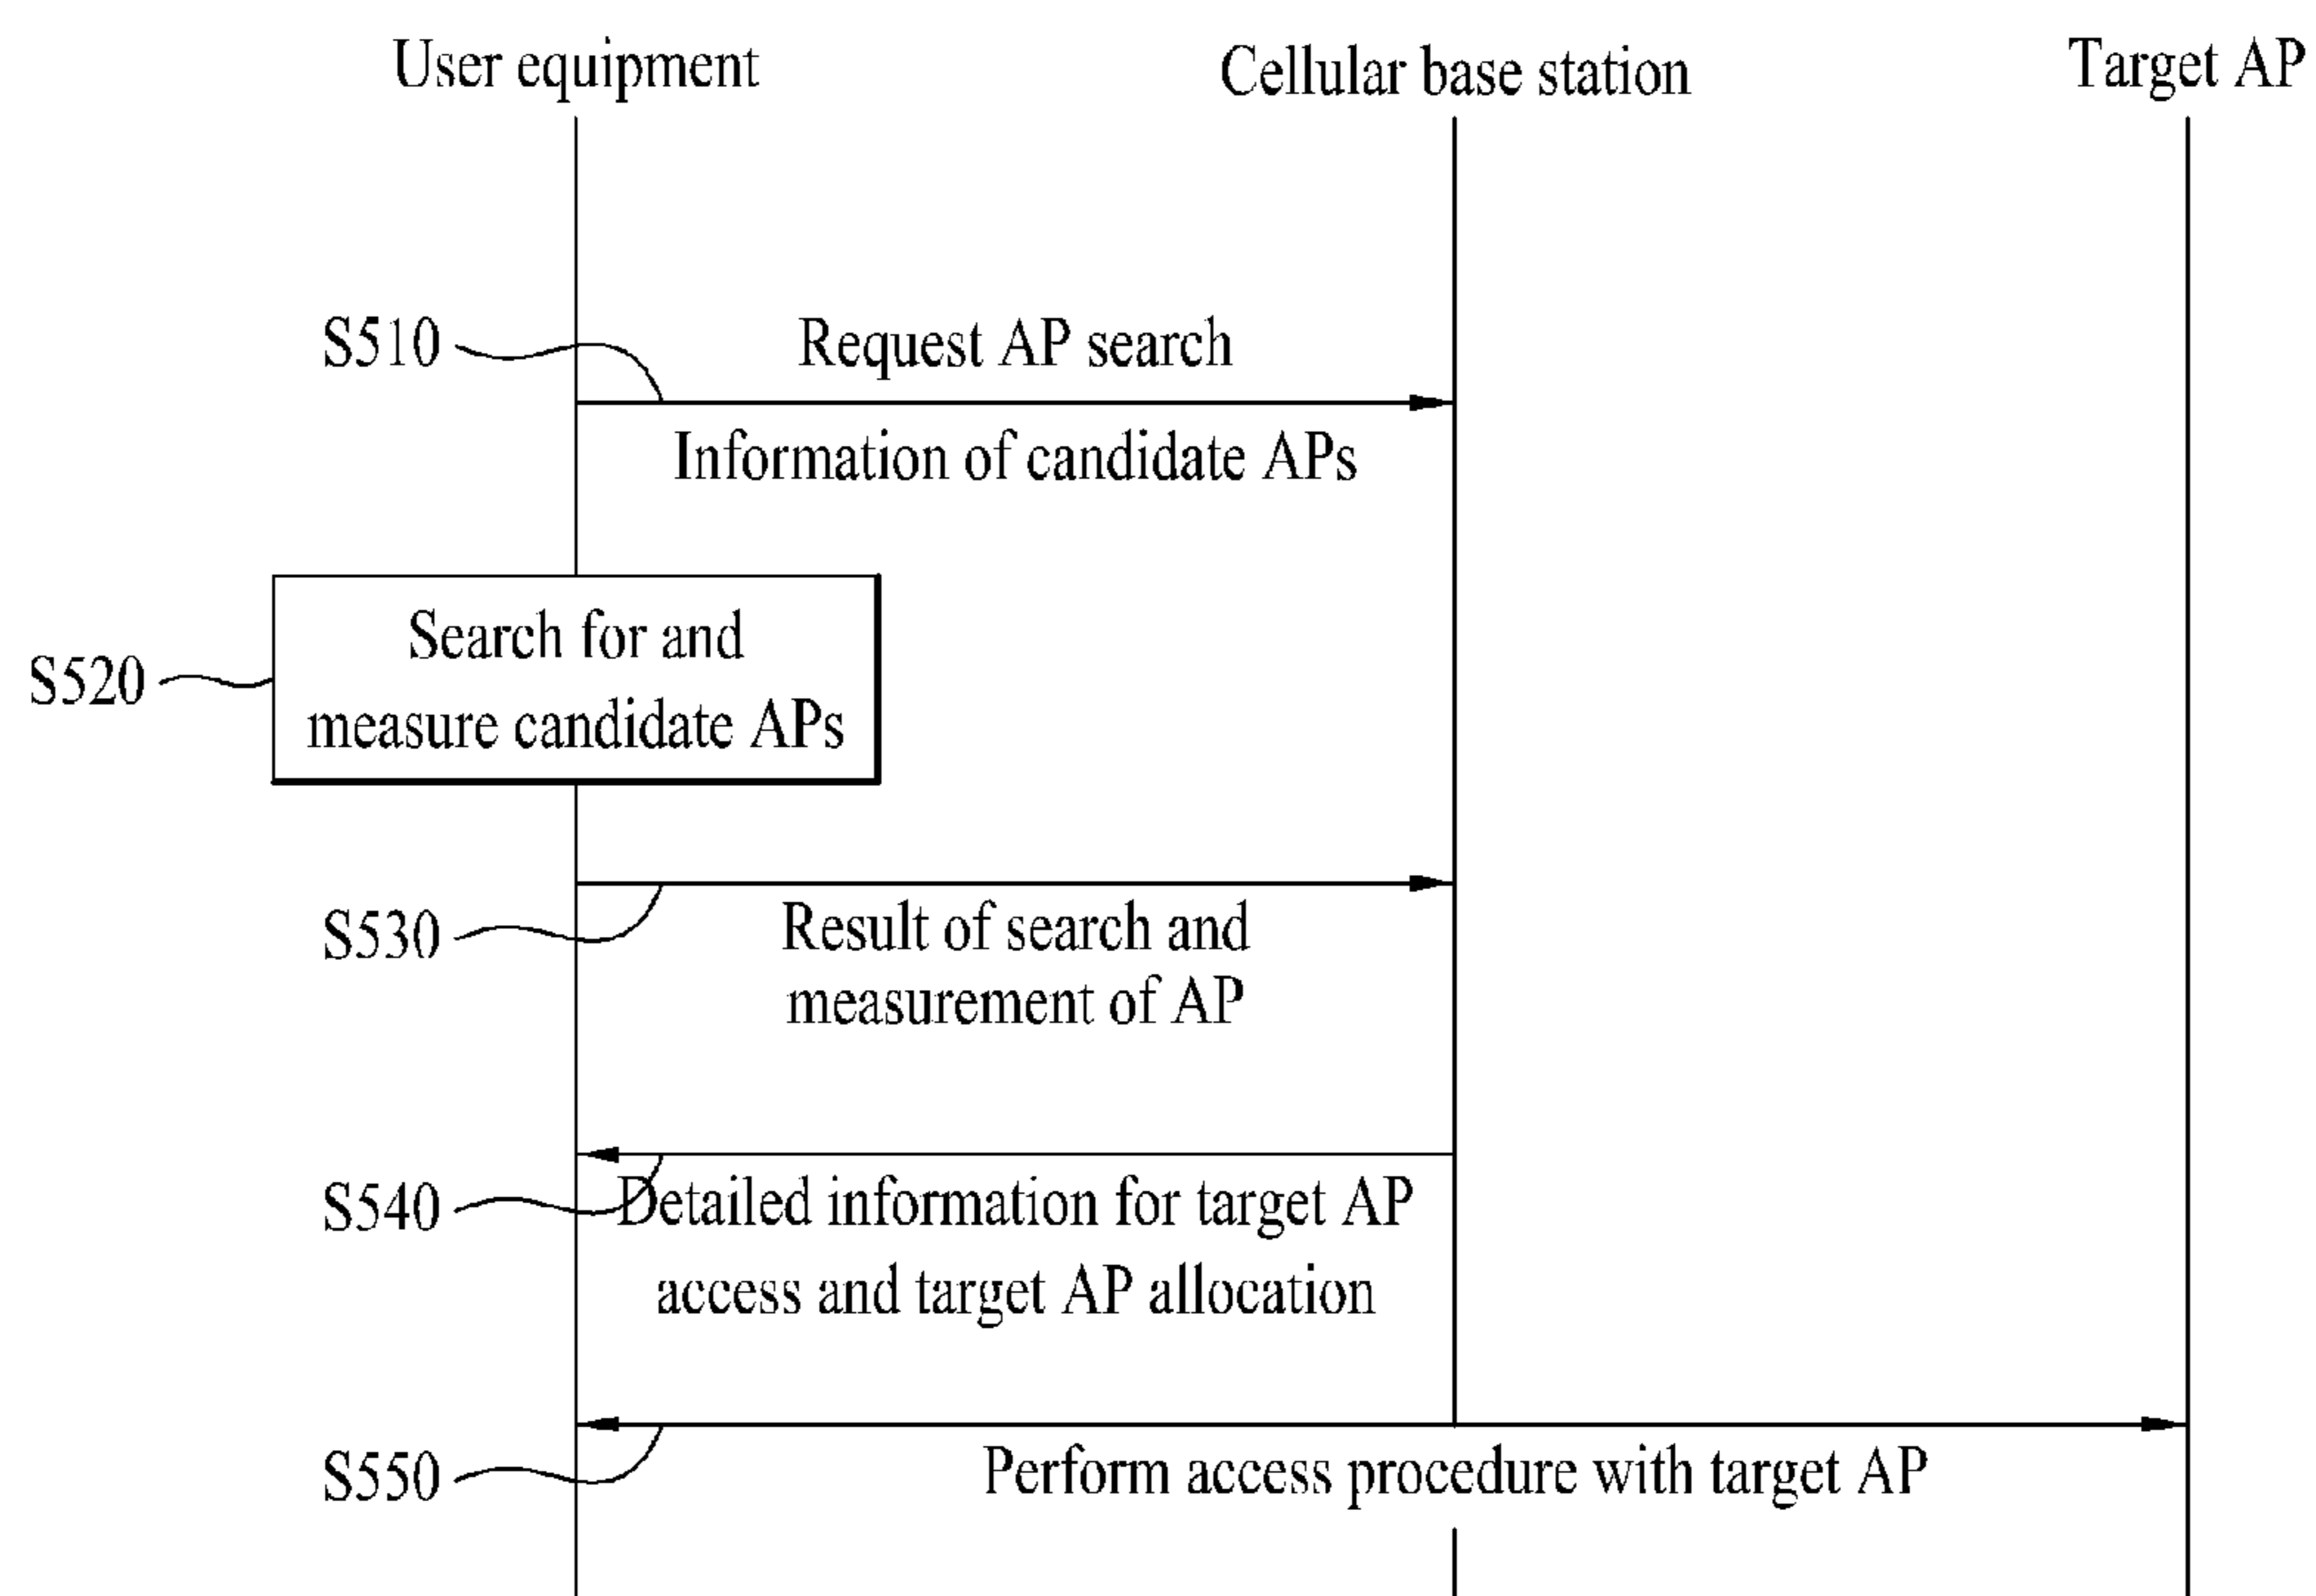 User equipment
Cellular base station
Target AP
S510
Request AP search
Information of candidate APs
S520
Search for and
measure candidate APs
S530
Result of search and
measurement of AP
S540
Detailed information for target AP
access and target AP allocation
S550
Perform access procedure with target AP